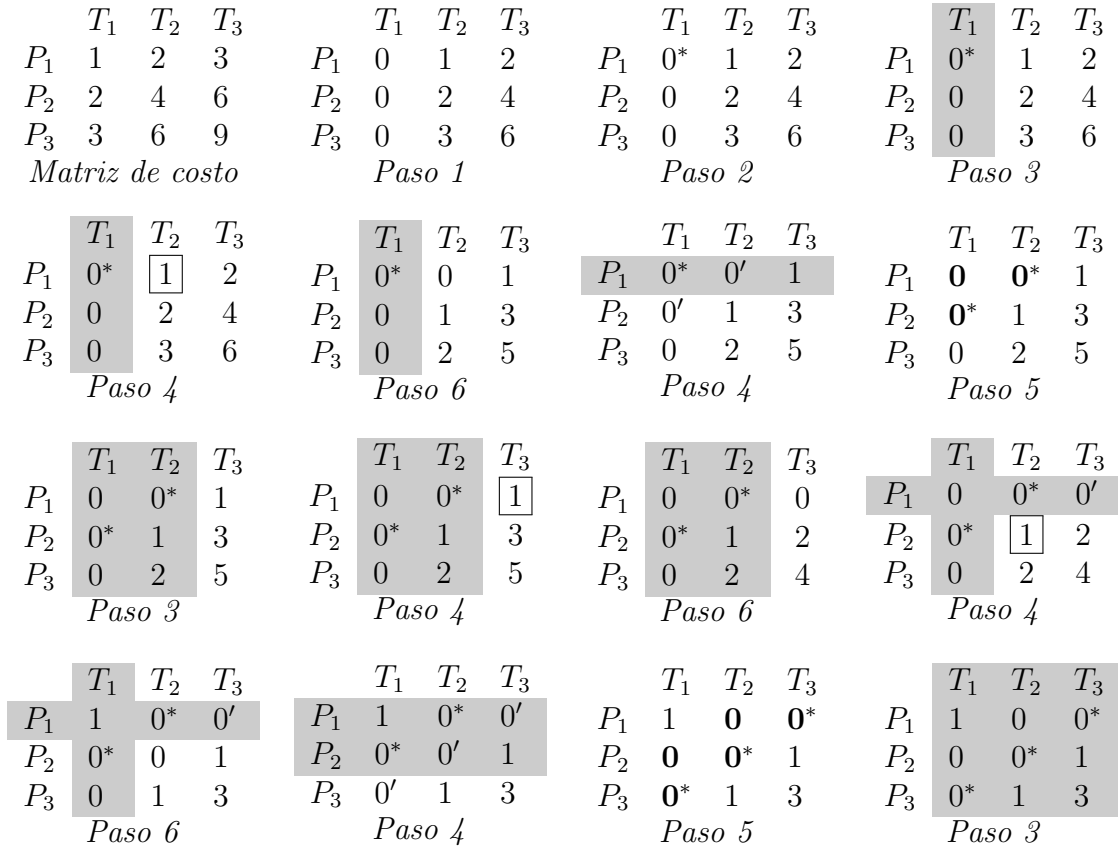 T₁ T₂ T₃
P₁ 1 2 3
P₂ 2 4 6
P₃ 3 6 9
Matriz de costo
T₁ T₂ T₃
P₁ 0 1 2
P₂ 0 2 4
P₃ 0 3 6
Paso 1
T₁ T₂ T₃
P₁ 0* 1 2
P₂ 0 2 4
P₃ 0 3 6
Paso 2
T₁ T₂ T₃
P₁ 0* 1 2
P₂ 0 2 4
P₃ 0 3 6
Paso 3
T₁ T₂ T₃
P₁ 0* 1 2
P₂ 0 2 4
P₃ 0 3 6
Paso 4
T₁ T₂ T₃
P₁ 0* 0 1
P₂ 0 1 3
P₃ 0 2 5
Paso 6
T₁ T₂ T₃
P₁ 0* 0′ 1
P₂ 0′ 1 3
P₃ 0 2 5
Paso 4
T₁ T₂ T₃
P₁ 0 0* 1
P₂ 0* 1 3
P₃ 0 2 5
Paso 5
T₁ T₂ T₃
P₁ 0 0* 1
P₂ 0* 1 3
P₃ 0 2 5
Paso 3
T₁ T₂ T₃
P₁ 0 0* 1
P₂ 0* 1 3
P₃ 0 2 5
Paso 4
T₁ T₂ T₃
P₁ 0 0* 0
P₂ 0* 1 2
P₃ 0 2 4
Paso 6
T₁ T₂ T₃
P₁ 0 0* 0′
P₂ 0* 1 2
P₃ 0 2 4
Paso 4
T₁ T₂ T₃
P₁ 1 0* 0′
P₂ 0* 0 1
P₃ 0 1 3
Paso 6
T₁ T₂ T₃
P₁ 1 0* 0′
P₂ 0* 0′ 1
P₃ 0′ 1 3
Paso 4
T₁ T₂ T₃
P₁ 1 0 0*
P₂ 0 0* 1
P₃ 0* 1 3
Paso 5
T₁ T₂ T₃
P₁ 1 0 0*
P₂ 0 0* 1
P₃ 0* 1 3
Paso 3